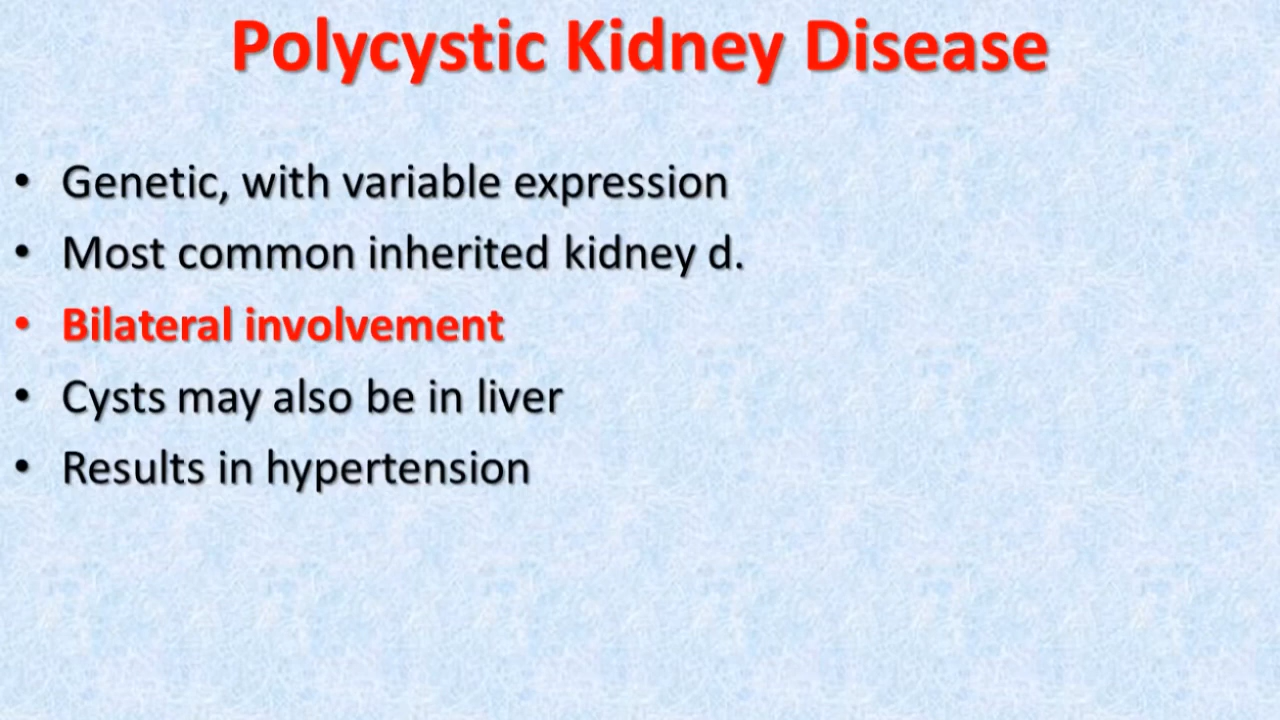 Polycystic Kidney Disease
• Genetic, with variable expression
• Most common inherited kidney d.
• Bilateral involvement
• Cysts may also be in liver
• Results in hypertension